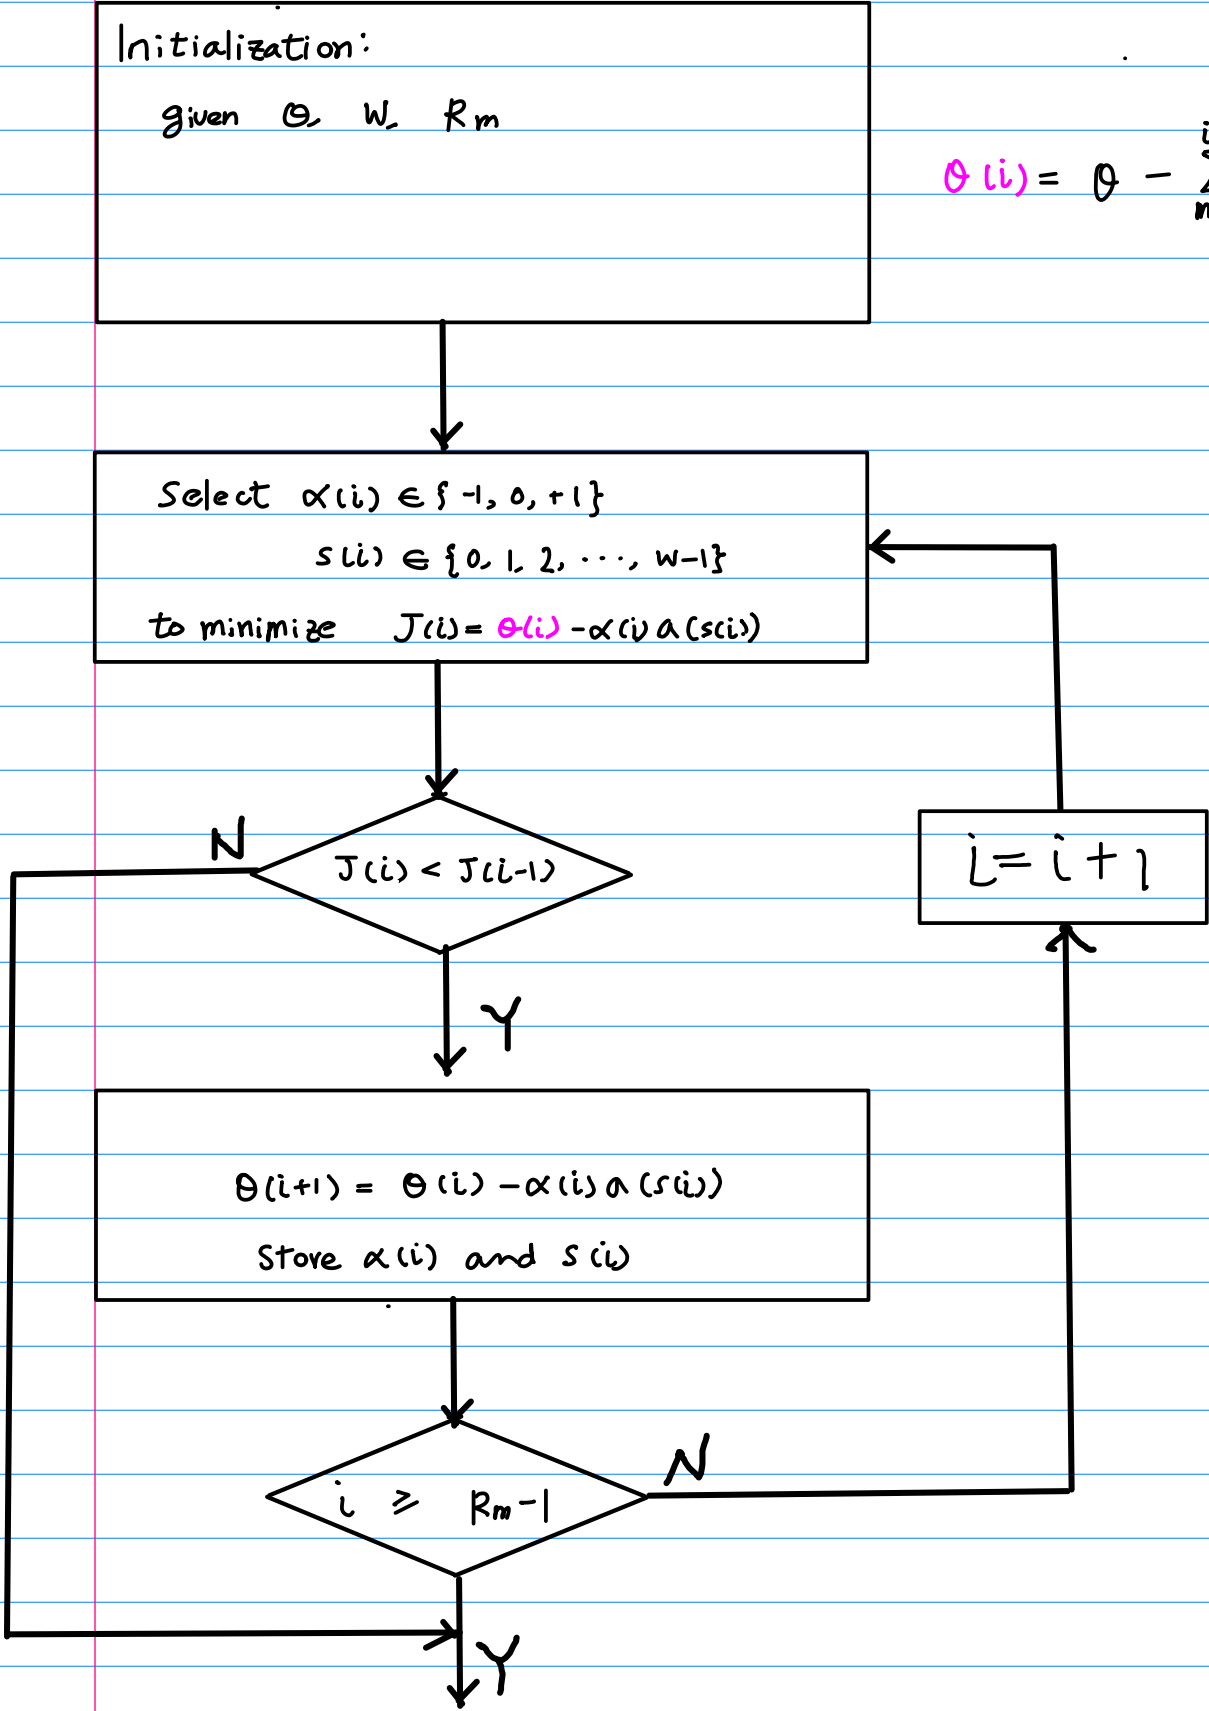 Initialization:
given θ, W, Rm
θ(i) = θ -
Select α(i) ∈ {-1, 0, +1}
s(i) ∈ {0, 1, 2, ..., W-1}
to minimize J(i) = θ(i) - α(i) a(s(i))
N
J(i) < J(i-1)
i = i + 1
Y
θ(i+1) = θ(i) - α(i) a(s(i))
Store α(i) and s(i)
N
i ≥ Rm-1
Y